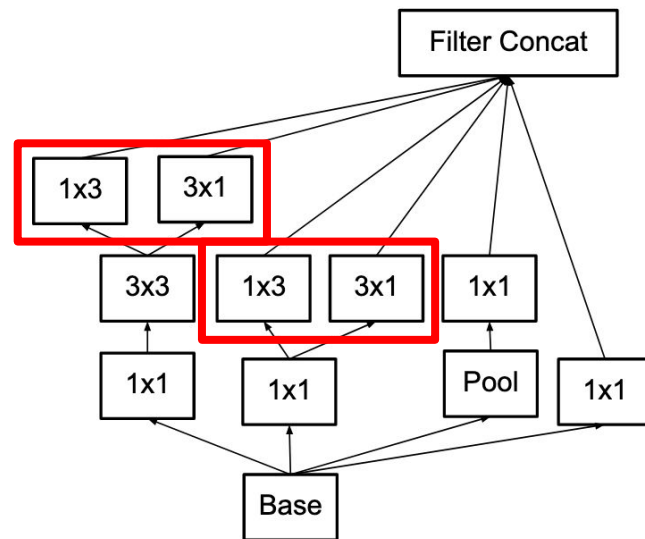 Filter Concat
1x3 3x1
3x3 1x3 3x1 1x1
1x1 1x1 Pool 1x1
Base